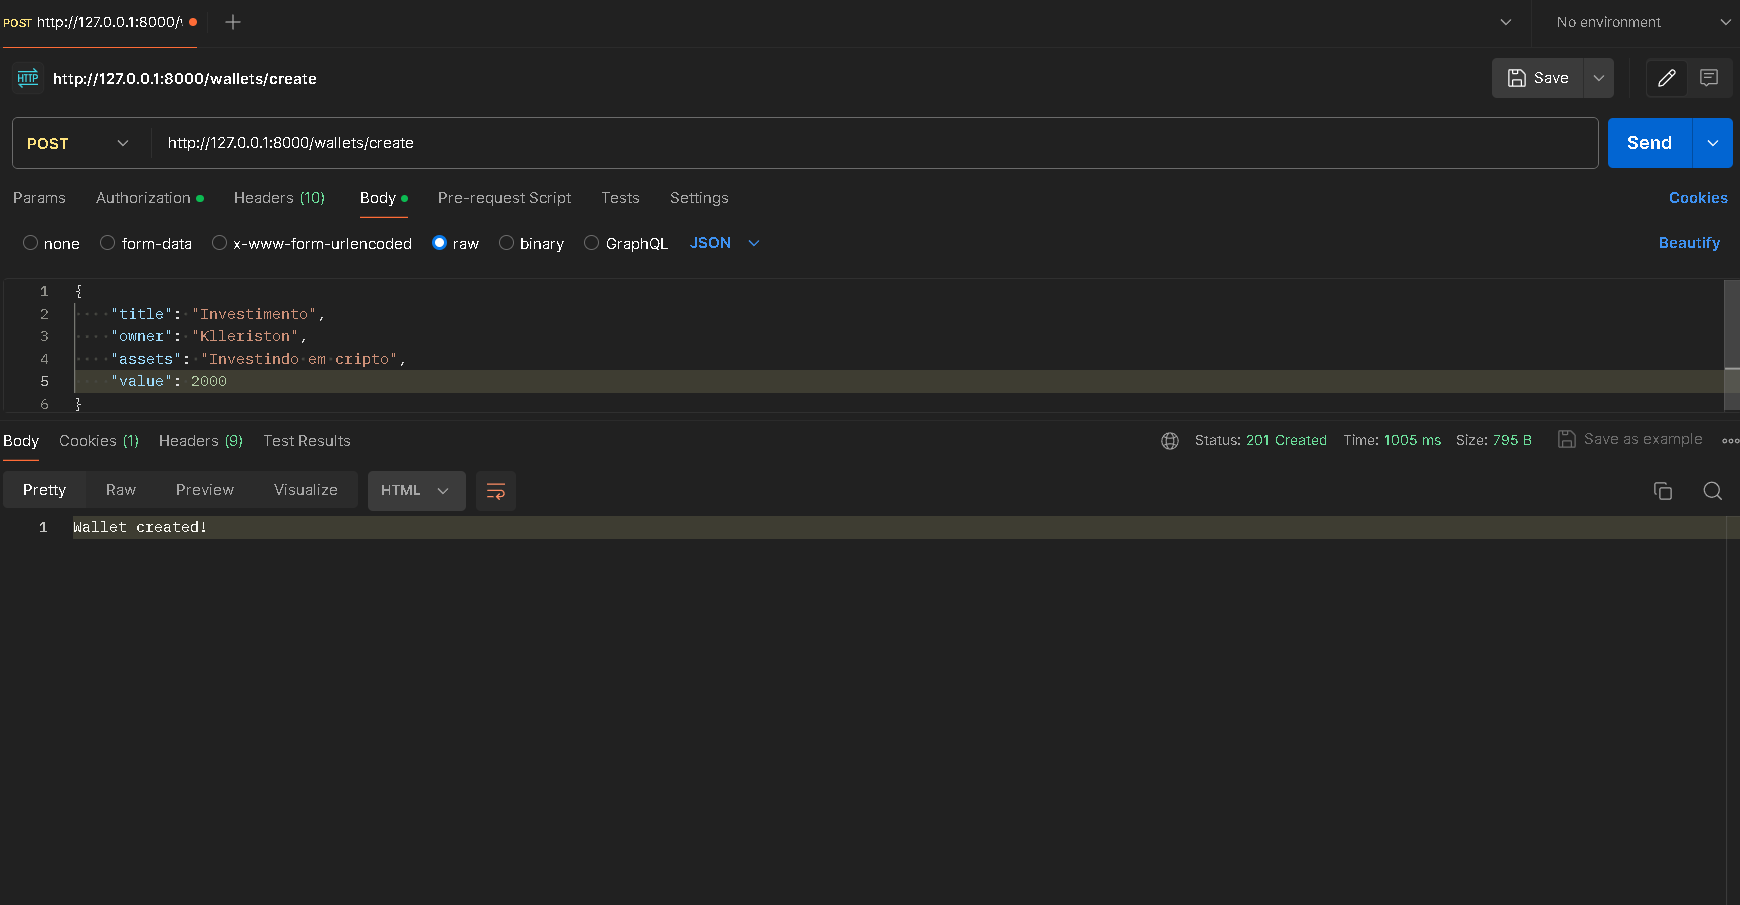 POST http://127.0.0.1:8000/
No environment
HTTP http://127.0.0.1:8000/wallets/create
Save
POST http://127.0.0.1:8000/wallets/create
Send
Params Authorization Headers (10) Body Pre-request Script Tests Settings Cookies
none form-data x-www-form-urlencoded raw binary GraphQL JSON Beautify
1 {
2 "title": "Investimento",
3 "owner": "Klleriston",
4 "assets": "Investindo em cripto",
5 "value": 2000
6 }
Body Cookies (1) Headers (9) Test Results Status: 201 Created Time: 1005 ms Size: 795 B Save as example
Pretty Raw Preview Visualize HTML
1 Wallet created!